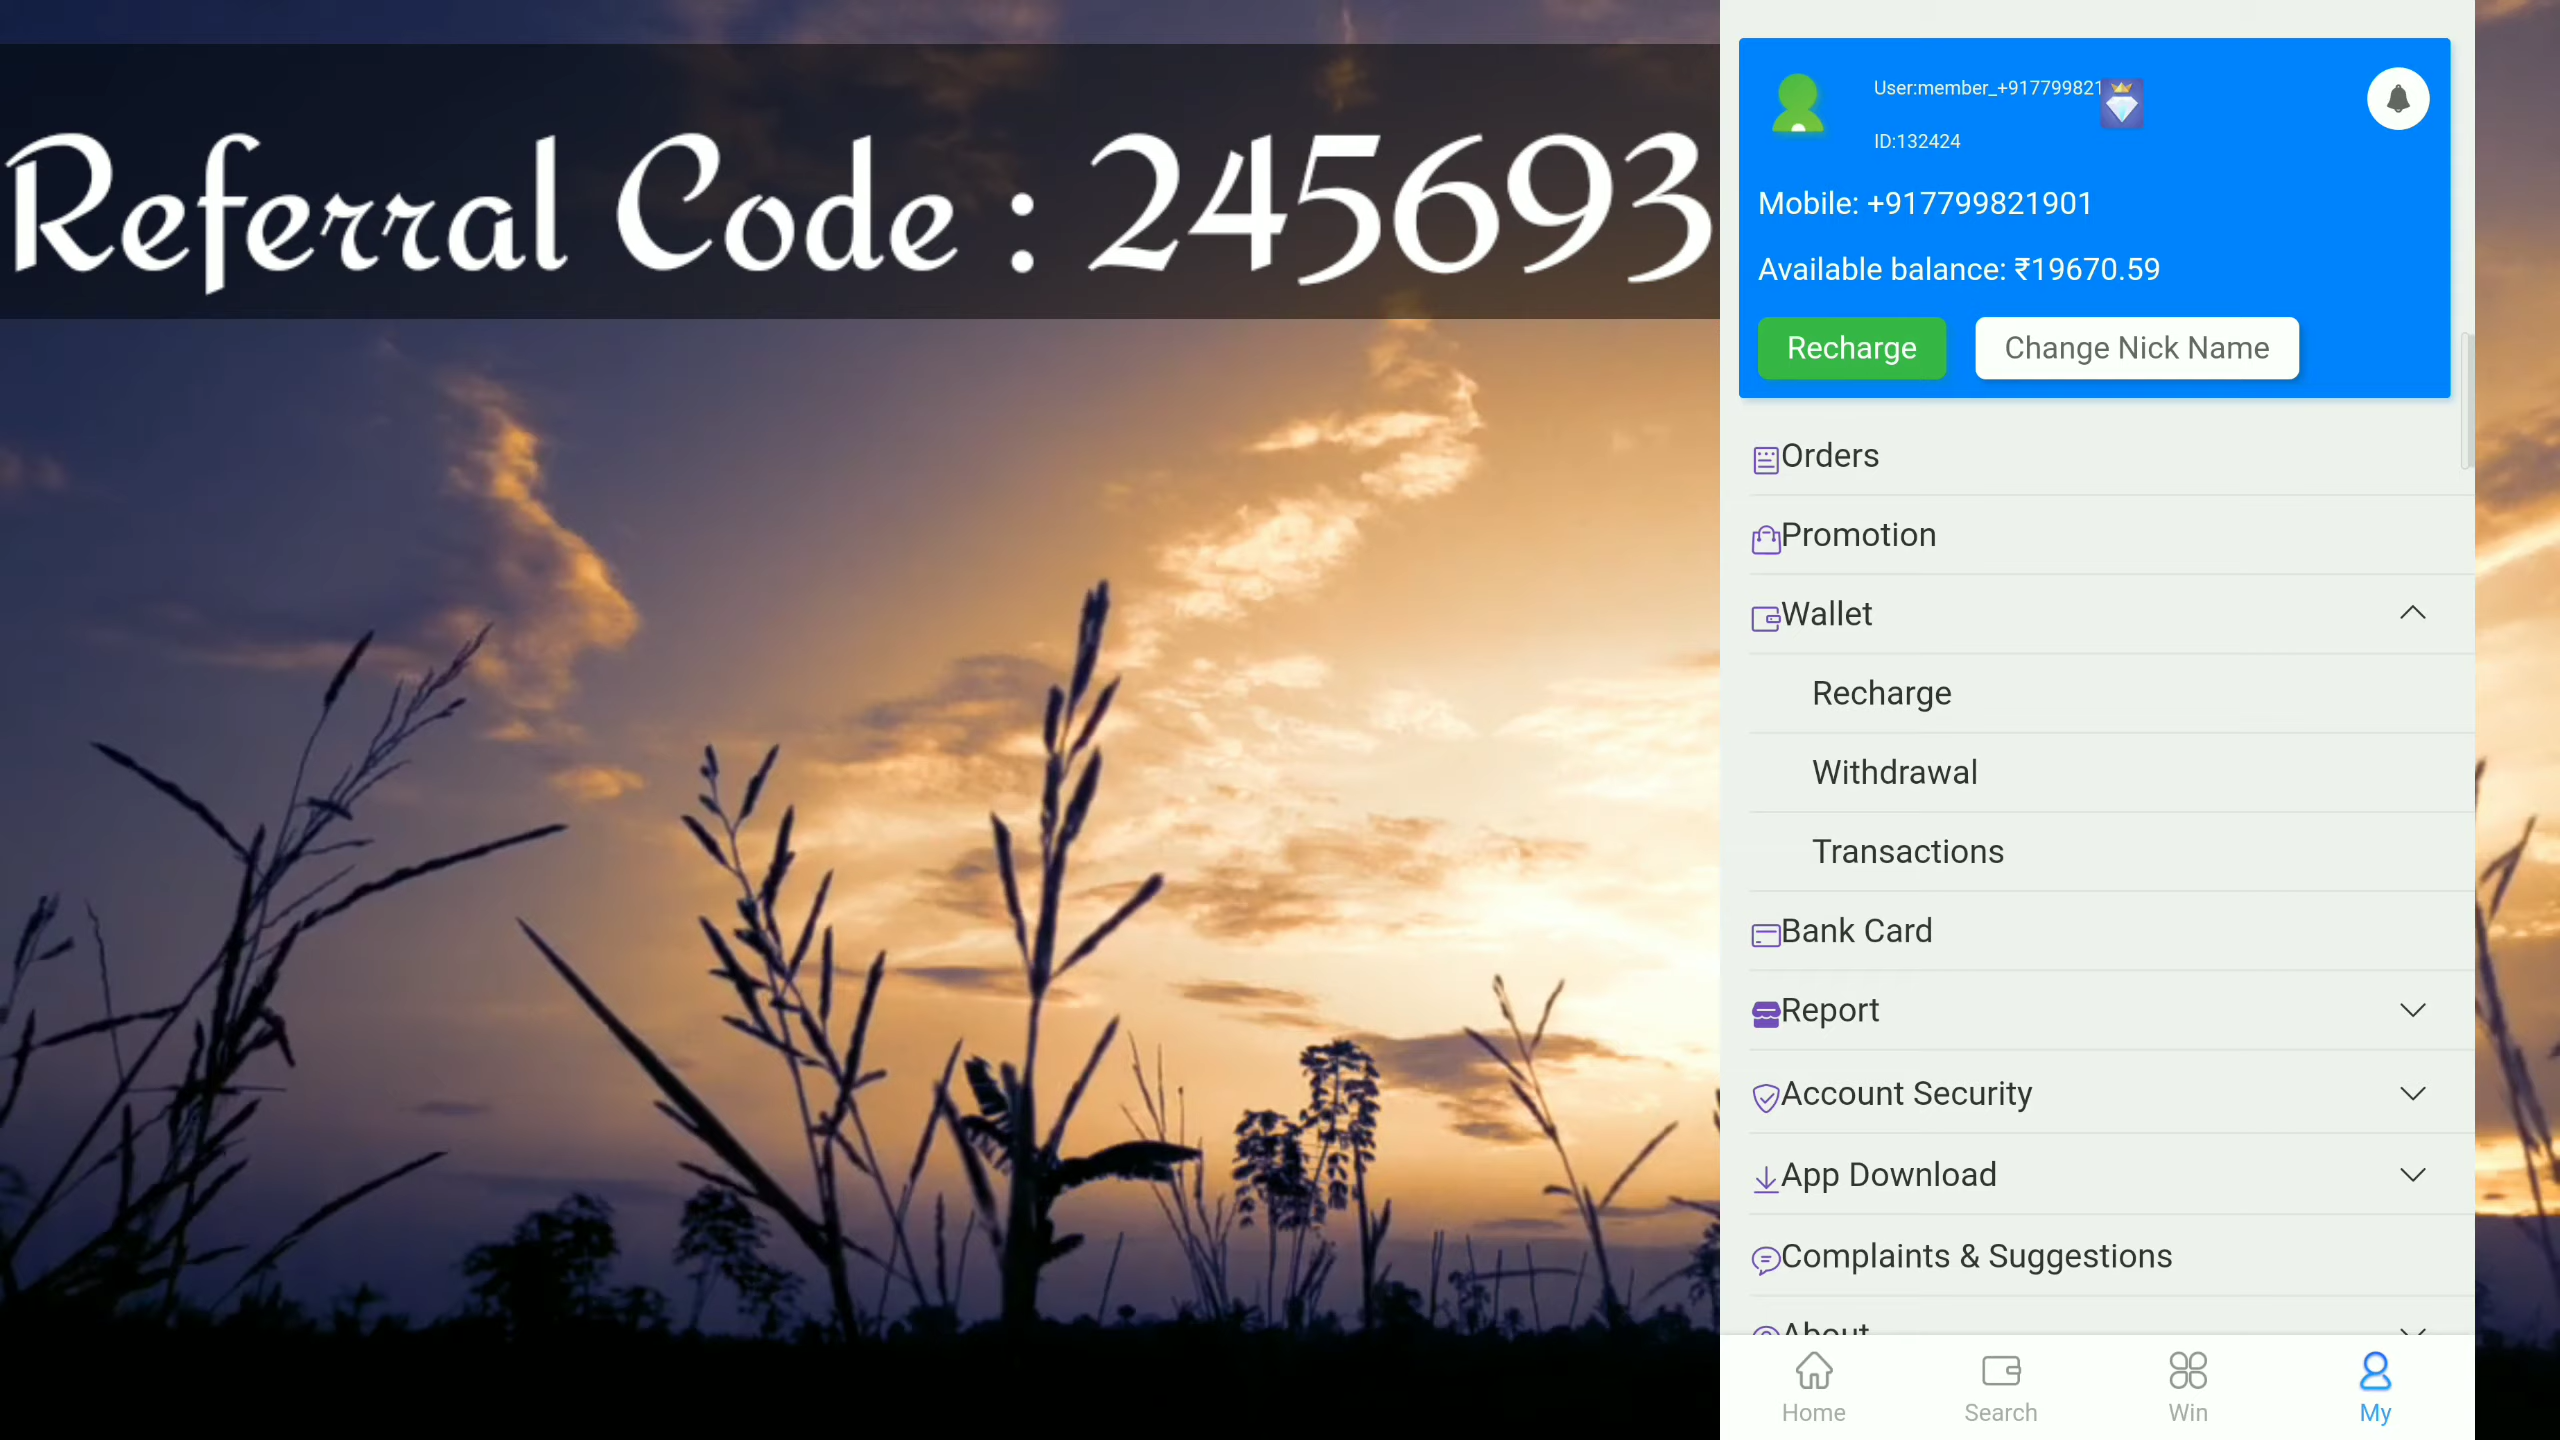 Referral Code : 245693
User:member_+917799821
ID:132424
Mobile: +917799821901
Available balance: ₹19670.59
Recharge
Change Nick Name
Orders
Promotion
Wallet
Recharge
Withdrawal
Transactions
Bank Card
Report
Account Security
App Download
Complaints & Suggestions
About
Home
Search
Win
My